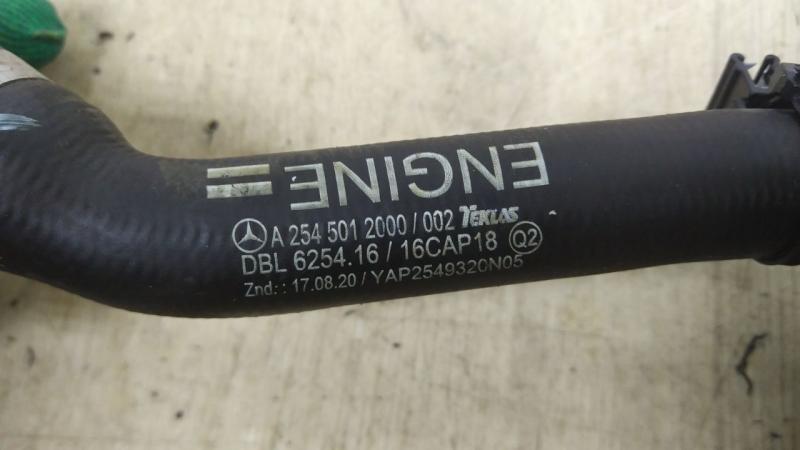 ENGINE
A 254 501 2000 / 002 TEKLAS
DBL 6254.16 / 16CAP18 Q2
Znd: : 17.08.20 / YAP2549320N05